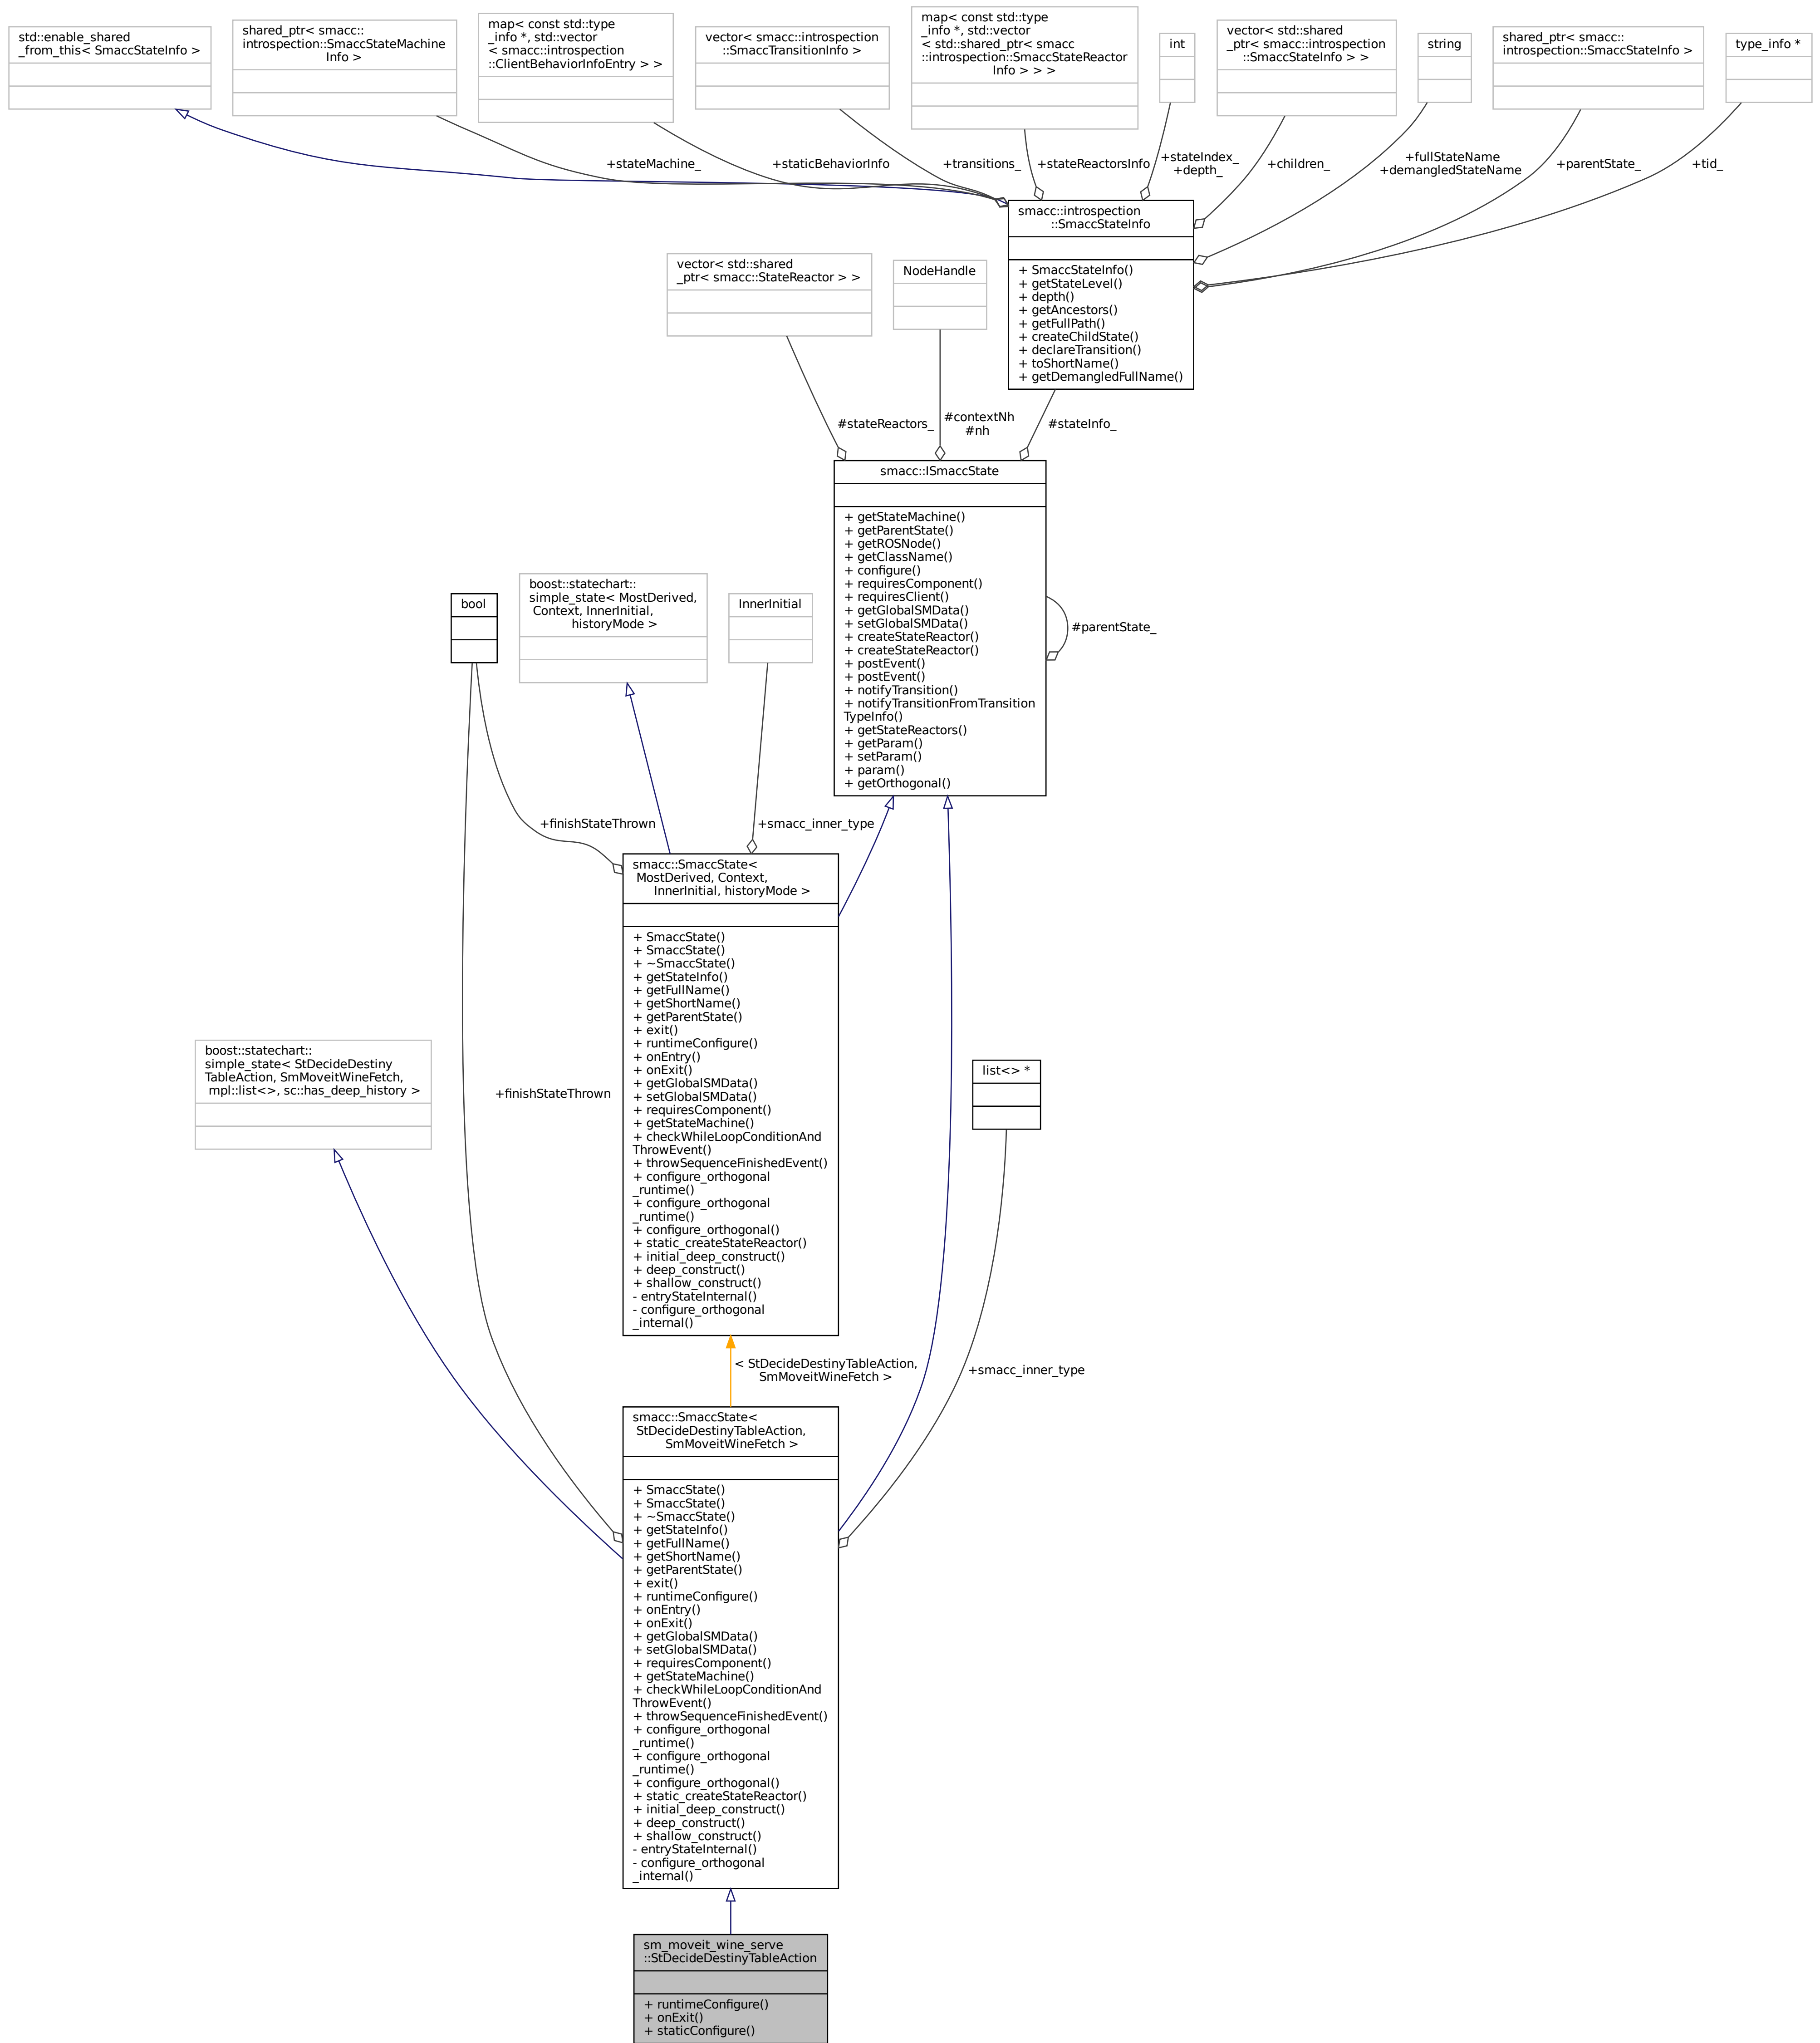 std::enable_shared
_from_this< SmaccStateInfo >
shared_ptr< smacc::
introspection::SmaccStateMachine
Info >
map< const std::type
_info *, std::vector
< smacc::introspection
::ClientBehaviorInfoEntry > >
vector< smacc::introspection
::SmaccTransitionInfo >
map< const std::type
_info *, std::vector
< std::shared_ptr< smacc
::introspection::SmaccStateReactor
Info > > >
int
vector< std::shared
_ptr< smacc::introspection
::SmaccStateInfo > >
string
shared_ptr< smacc::
introspection::SmaccStateInfo >
type_info *
+stateMachine_
+staticBehaviorInfo
+transitions_
+stateReactorsInfo
+stateIndex_
+depth_
+children_
+fullStateName
+demangledStateName
+parentState_
+tid_
smacc::introspection
::SmaccStateInfo
+ SmaccStateInfo()
+ getStateLevel()
+ depth()
+ getAncestors()
+ getFullPath()
+ createChildState()
+ declareTransition()
+ toShortName()
+ getDemangledFullName()
vector< std::shared
_ptr< smacc::StateReactor > >
NodeHandle
#stateReactors_
#contextNh
#nh
#stateInfo_
smacc::ISmaccState
+ getStateMachine()
+ getParentState()
+ getROSNode()
+ getClassName()
+ configure()
+ requiresComponent()
+ requiresClient()
+ getGlobalSMData()
+ setGlobalSMData()
+ createStateReactor()
+ createStateReactor()
+ postEvent()
+ postEvent()
+ notifyTransition()
+ notifyTransitionFromTransition
TypeInfo()
+ getStateReactors()
+ getParam()
+ setParam()
+ param()
+ getOrthogonal()
#parentState_
bool
boost::statechart::
simple_state< MostDerived,
Context, InnerInitial,
historyMode >
InnerInitial
+finishStateThrown
+smacc_inner_type
smacc::SmaccState<
MostDerived, Context,
InnerInitial, historyMode >
+ SmaccState()
+ SmaccState()
+ ~SmaccState()
+ getStateInfo()
+ getFullName()
+ getShortName()
+ getParentState()
+ exit()
+ runtimeConfigure()
+ onEntry()
+ onExit()
+ getGlobalSMData()
+ setGlobalSMData()
+ requiresComponent()
+ getStateMachine()
+ checkWhileLoopConditionAnd
ThrowEvent()
+ throwSequenceFinishedEvent()
+ configure_orthogonal
_runtime()
+ configure_orthogonal
_runtime()
+ configure_orthogonal()
+ static_createStateReactor()
+ initial_deep_construct()
+ deep_construct()
+ shallow_construct()
- entryStateInternal()
- configure_orthogonal
_internal()
boost::statechart::
simple_state< StDecideDestiny
TableAction, SmMoveitWineFetch,
mpl::list<>, sc::has_deep_history >
+finishStateThrown
list<> *
< StDecideDestinyTableAction,
SmMoveitWineFetch >
+smacc_inner_type
smacc::SmaccState<
StDecideDestinyTableAction,
SmMoveitWineFetch >
+ SmaccState()
+ SmaccState()
+ ~SmaccState()
+ getStateInfo()
+ getFullName()
+ getShortName()
+ getParentState()
+ exit()
+ runtimeConfigure()
+ onEntry()
+ onExit()
+ getGlobalSMData()
+ setGlobalSMData()
+ requiresComponent()
+ getStateMachine()
+ checkWhileLoopConditionAnd
ThrowEvent()
+ throwSequenceFinishedEvent()
+ configure_orthogonal
_runtime()
+ configure_orthogonal
_runtime()
+ configure_orthogonal()
+ static_createStateReactor()
+ initial_deep_construct()
+ deep_construct()
+ shallow_construct()
- entryStateInternal()
- configure_orthogonal
_internal()
sm_moveit_wine_serve
::StDecideDestinyTableAction
+ runtimeConfigure()
+ onExit()
+ staticConfigure()